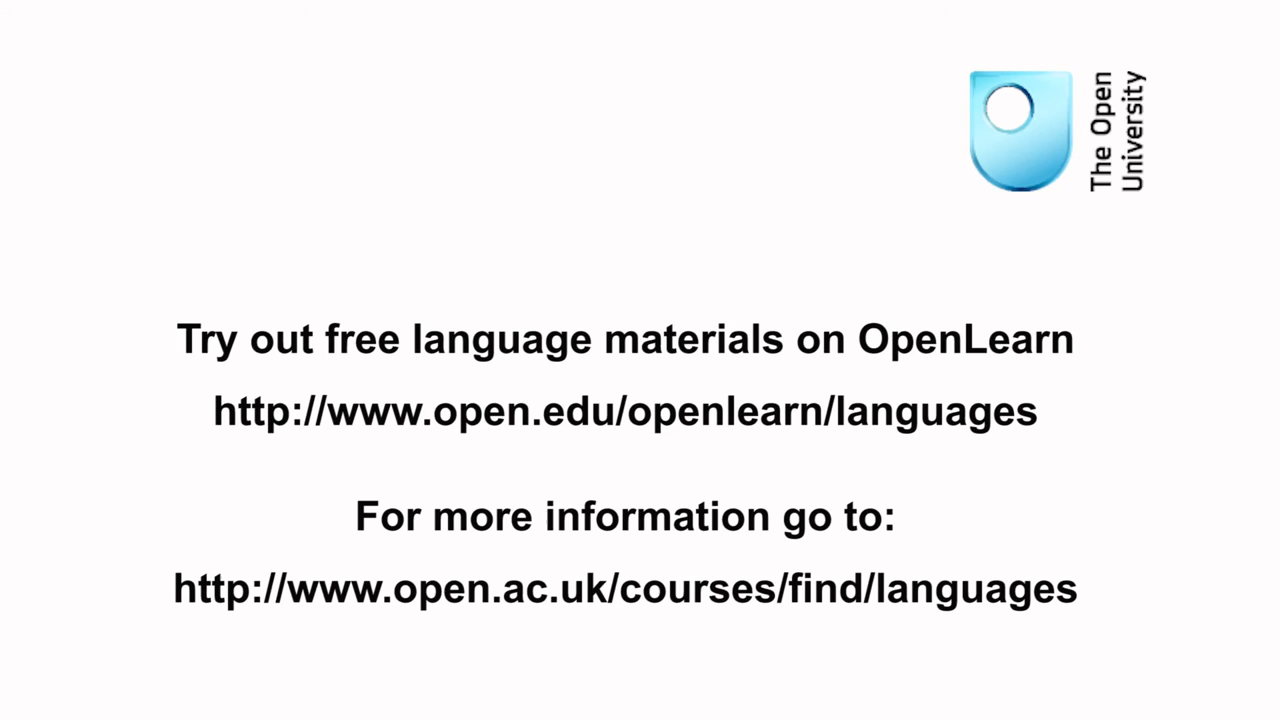 The Open
University
Try out free language materials on OpenLearn
http://www.open.edu/openlearn/languages
For more information go to:
http://www.open.ac.uk/courses/find/languages